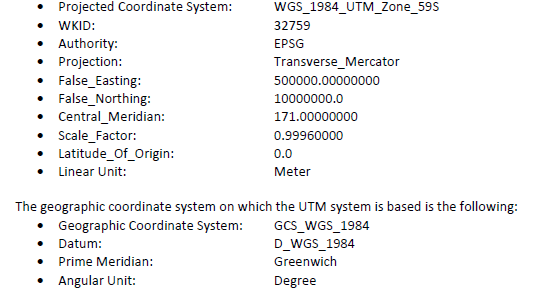 • Projected Coordinate System: WGS_1984_UTM_Zone_59S
• WKID: 32759
• Authority: EPSG
• Projection: Transverse_Mercator
• False_Easting: 500000.00000000
• False_Northing: 10000000.0
• Central_Meridian: 171.00000000
• Scale_Factor: 0.99960000
• Latitude_Of_Origin: 0.0
• Linear Unit: Meter
The geographic coordinate system on which the UTM system is based is the following:
• Geographic Coordinate System: GCS_WGS_1984
• Datum: D_WGS_1984
• Prime Meridian: Greenwich
• Angular Unit: Degree